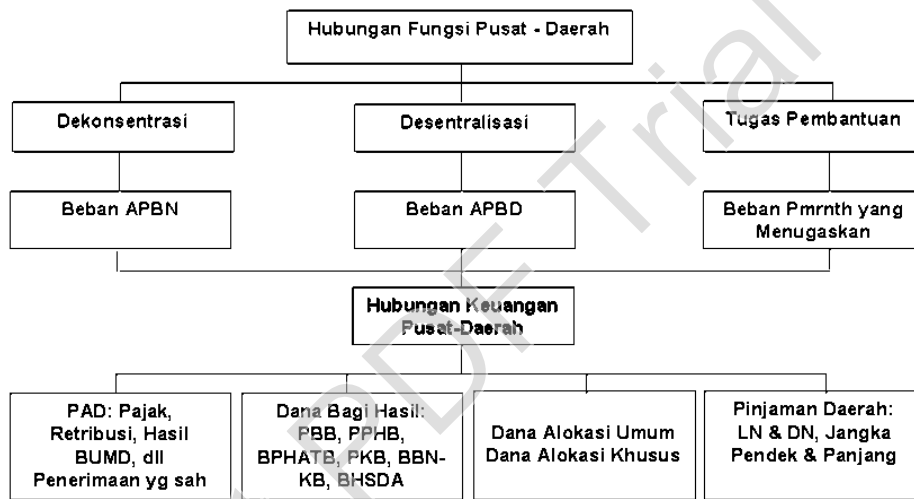 Hubungan Fungsi Pusat - Daerah
Dekonsentrasi
Desentralisasi
Tugas Pembantuan
Beban APBN
Beban APBD
Beban Pmrnth yang
Menugaskan
Hubungan Keuangan
Pusat-Daerah
PAD: Pajak,
Retribusi, Hasil
BUMD, dll
Penerimaan yg sah
Dana Bagi Hasil:
PBB, PPHB,
BPHATB, PKB, BBN-
KB, BHSDA
Dana Alokasi Umum
Dana Alokasi Khusus
Pinjaman Daerah:
LN & DN, Jangka
Pendek & Panjang
PDF Trial